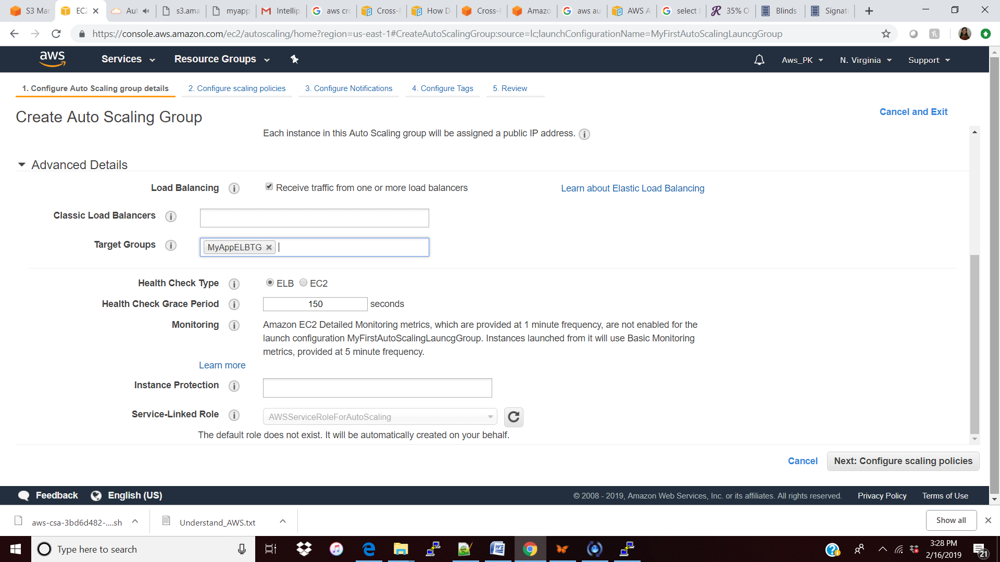 S3 Mar
EC2
Aut
s3.ama
myapp
Intellip
aws cro
Cross-F
How D
Cross-F
Amazo
aws au
AWS A
select
35% O
Blinds
Signat
https://console.aws.amazon.com/ec2/autoscaling/home?region=us-east-1#CreateAutoScalingGroup:source=lc;launchConfigurationName=MyFirstAutoScalingLauncgGroup
aws
Services
Resource Groups
Aws_PK
N. Virginia
Support
1. Configure Auto Scaling group details
2. Configure scaling policies
3. Configure Notifications
4. Configure Tags
5. Review
Create Auto Scaling Group
Cancel and Exit
Each instance in this Auto Scaling group will be assigned a public IP address.
Advanced Details
Load Balancing
Receive traffic from one or more load balancers
Learn about Elastic Load Balancing
Classic Load Balancers
Target Groups
MyAppELBTG
Health Check Type
ELB
EC2
Health Check Grace Period
150
seconds
Monitoring
Amazon EC2 Detailed Monitoring metrics, which are provided at 1 minute frequency, are not enabled for the
launch configuration MyFirstAutoScalingLauncgGroup. Instances launched from it will use Basic Monitoring
metrics, provided at 5 minute frequency.
Learn more
Instance Protection
Service-Linked Role
AWSServiceRoleForAutoScaling
The default role does not exist. It will be automatically created on your behalf.
Cancel
Next: Configure scaling policies
Feedback
English (US)
© 2008 - 2019, Amazon Web Services, Inc. or its affiliates. All rights reserved.
Privacy Policy
Terms of Use
aws-csa-3bd6d482-....sh
Understand_AWS.txt
Show all
Type here to search
3:28 PM
2/16/2019
21